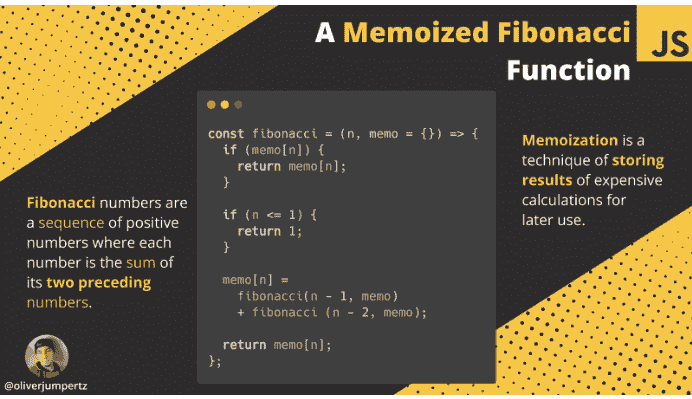 A Memoized Fibonacci
Function
JS
const fibonacci = (n, memo = {}) => {
  if (memo[n]) {
    return memo[n];
  }

  if (n <= 1) {
    return 1;
  }

  memo[n] =
    fibonacci(n - 1, memo)
    + fibonacci (n - 2, memo);

  return memo[n];
};
Fibonacci numbers are
a sequence of positive
numbers where each
number is the sum of
its two preceding
numbers.
Memoization is a
technique of storing
results of expensive
calculations for
later use.
@oliverjumpertz